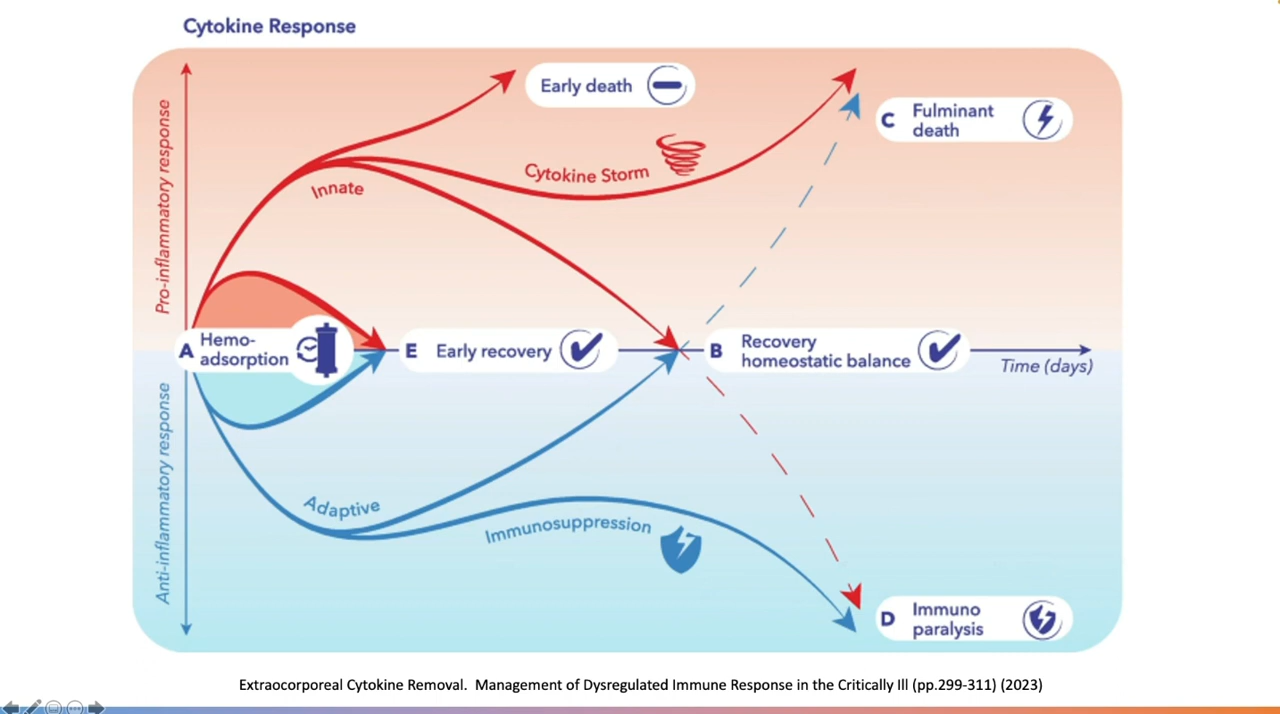 Cytokine Response
Pro-inflammatory response
Early death
C Fulminant
death
Cytokine Storm
Innate
A Hemo-
adsorption
E Early recovery
B Recovery
homeostatic balance
Time (days)
Anti-inflammatory response
Adaptive
Immunosuppression
D Immuno
paralysis
Extraocorporeal Cytokine Removal. Management of Dysregulated Immune Response in the Critically Ill (pp.299-311) (2023)